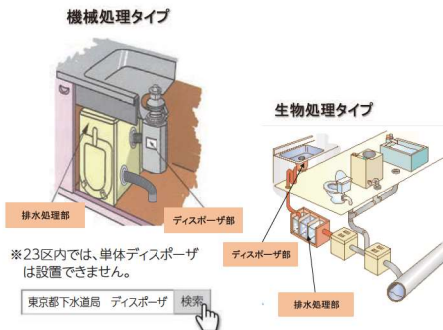 機械処理タイプ
排水処理部
ディスポーザ部
※23区内では、単体ディスポーザ
は設置できません。
東京都下水道局 ディスポーザ 検索
生物処理タイプ
ディスポーザ部
排水処理部